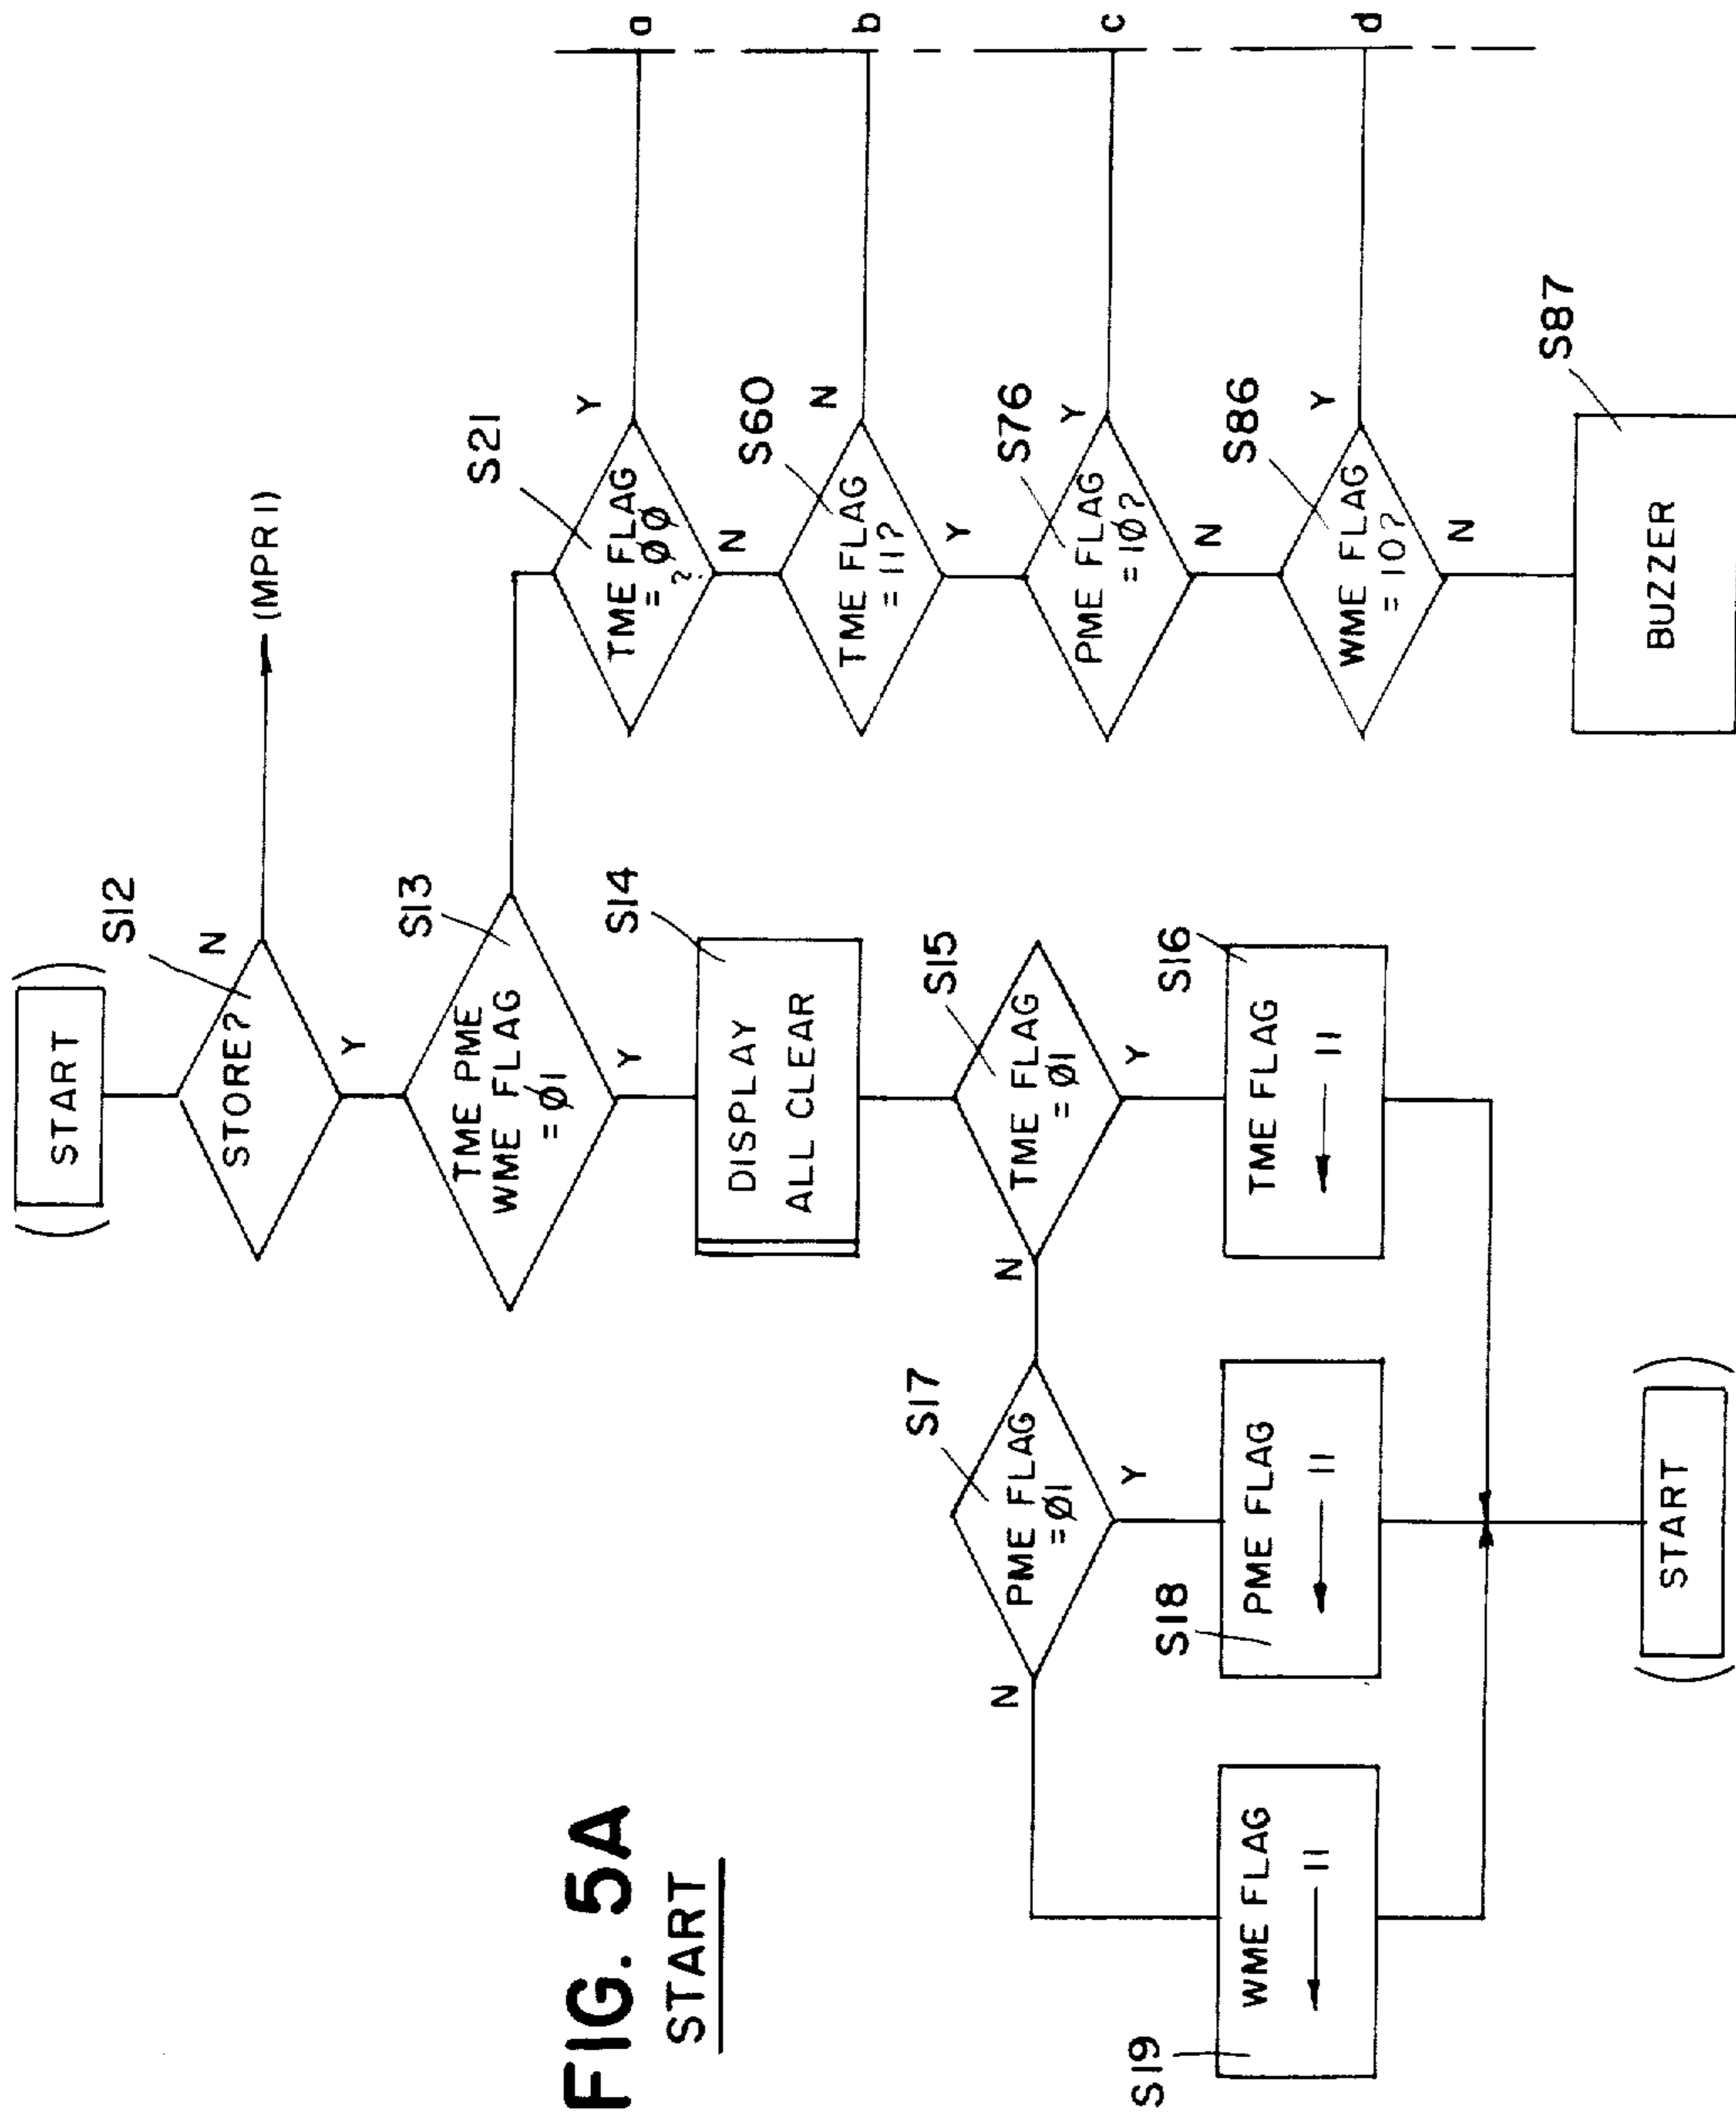 FIG. 5A
START
START
S12
STORE?
N
(MPR1)
Y
S13
TME PME
WME FLAG
= Ø1
Y
S14
DISPLAY
ALL CLEAR
S15
TME FLAG
= Ø1
N
Y
S16
TME FLAG
← 11
S17
PME FLAG
= Ø1
N
Y
S18
PME FLAG
← 11
S19
WME FLAG
← 11
START
S21
TME FLAG
= ØØ
?
Y
a
N
S60
TME FLAG
= 11?
N
b
Y
S76
PME FLAG
= 1Ø?
Y
c
N
S86
WME FLAG
= 10?
Y
d
N
S87
BUZZER